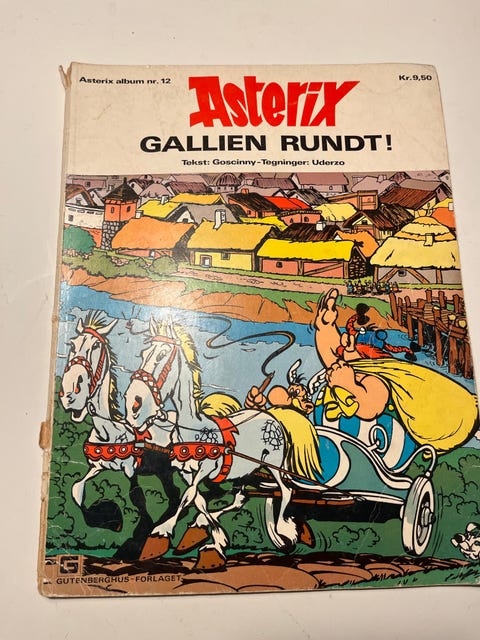 Asterix album nr. 12
Kr. 9,50
Asterix
GALLIEN RUNDT!
Tekst: Goscinny-Tegninger: Uderzo
G
GUTENBERGHUS-FORLAGET